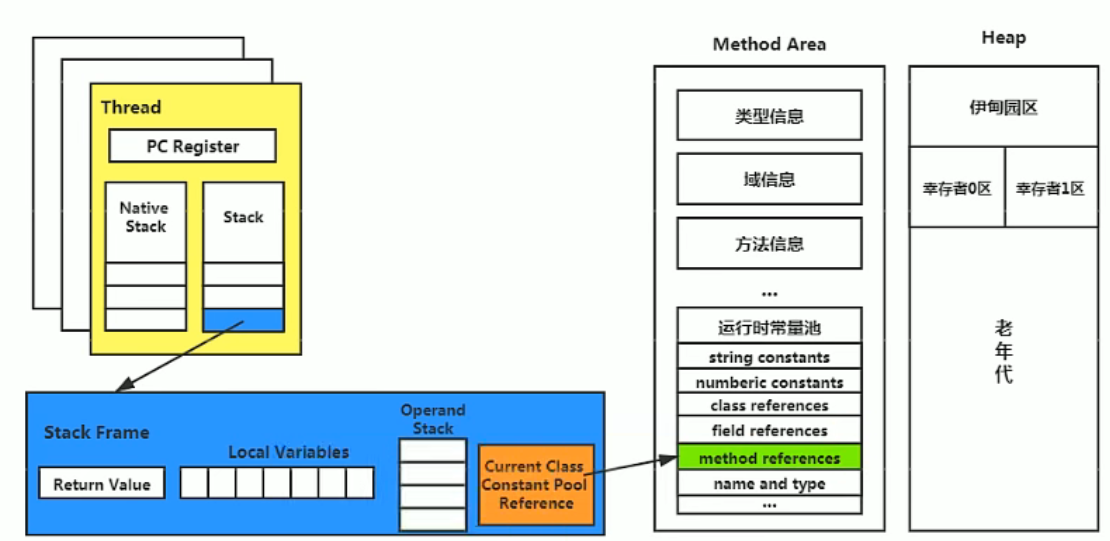 Thread
PC Register
Native
Stack
Stack
Stack Frame
Return Value
Local Variables
Operand
Stack
Current Class
Constant Pool
Reference
Method Area
类型信息
域信息
方法信息
...
运行时常量池
string constants
numberic constants
class references
field references
method references
name and type
...
Heap
伊甸园区
幸存者0区
幸存者1区
老
年
代